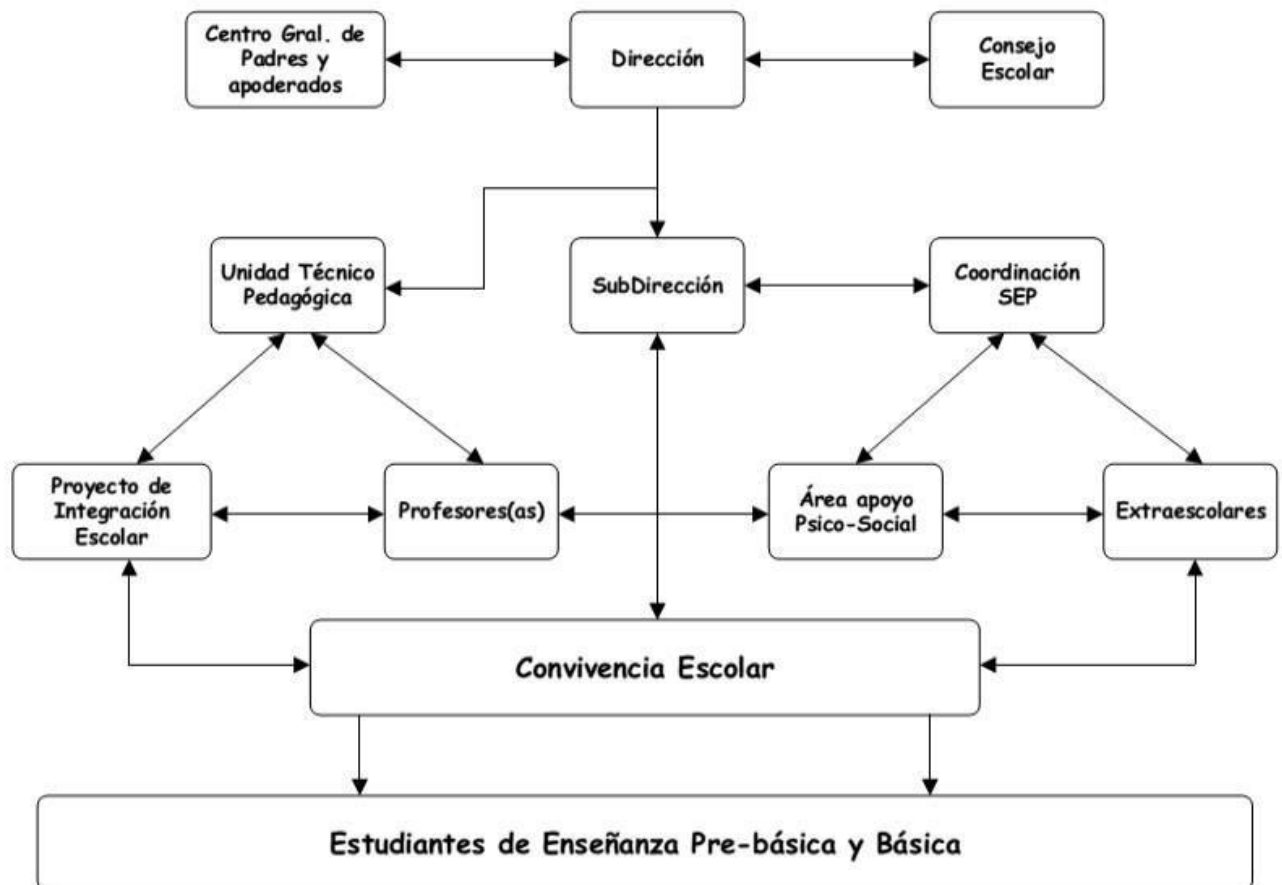 Centro Gral. de
Padres y
apoderados
Dirección
Consejo
Escolar
Unidad Técnico
Pedagógica
SubDirección
Coordinación
SEP
Proyecto de
Integración
Escolar
Profesores(as)
Área apoyo
Psico-Social
Extraescolares
Convivencia Escolar
Estudiantes de Enseñanza Pre-básica y Básica